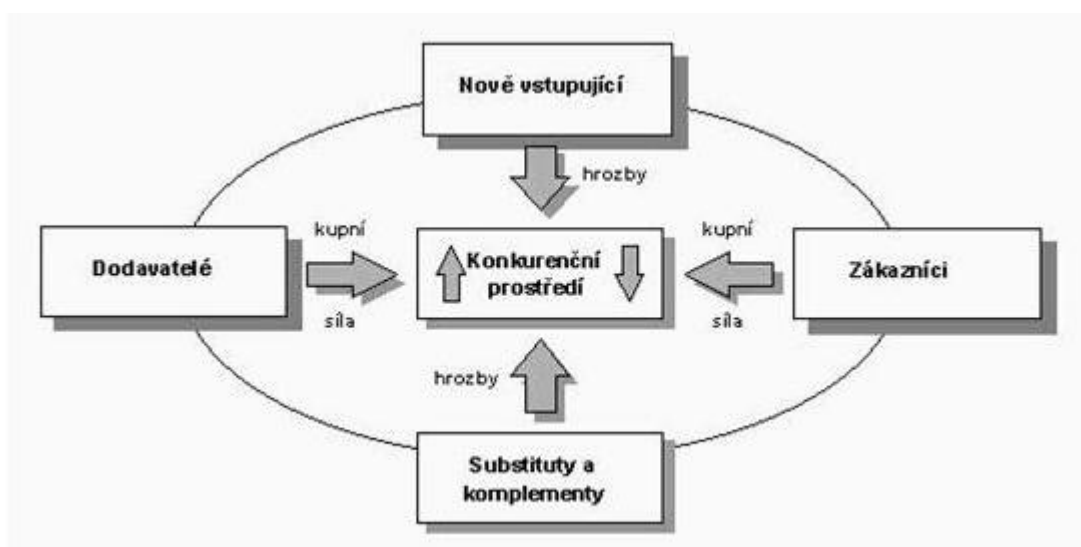 Nově vstupující
hrozby
kupní
kupní
Dodavatelé
Konkurenční
prostředí
Zákazníci
síla
síla
hrozby
Substituty a
komplementy